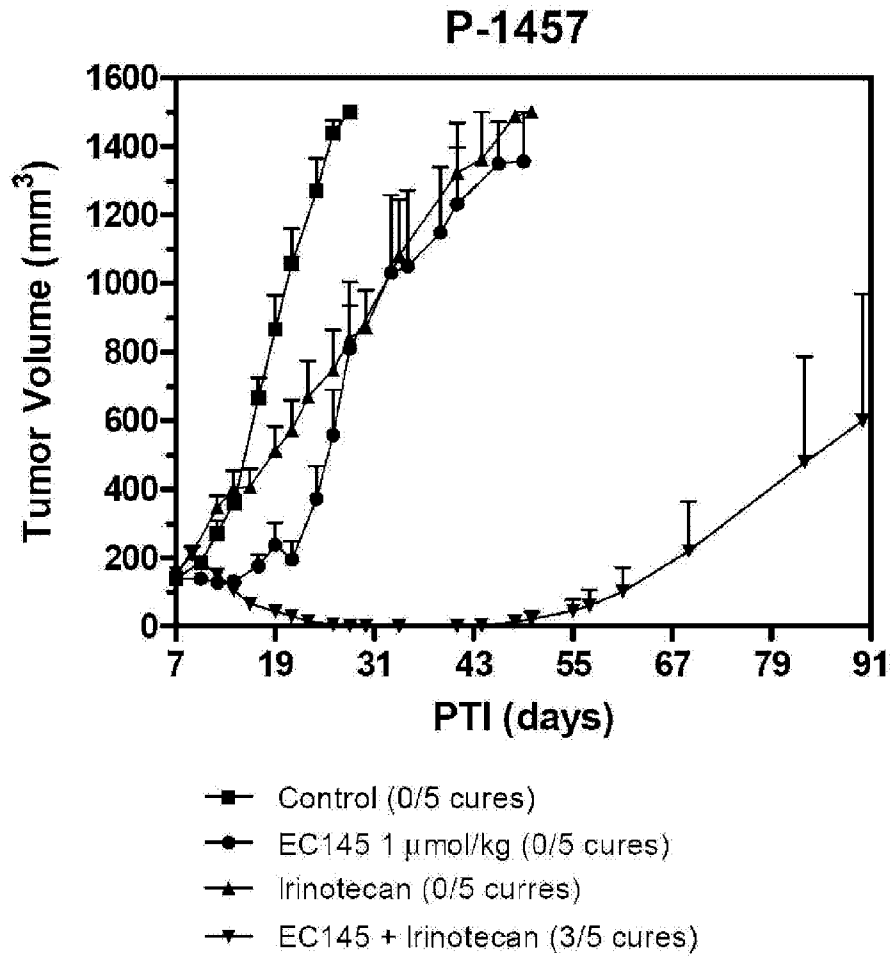 P-1457
Tumor Volume (mm³)
1600
1400
1200
1000
800
600
400
200
0
7 19 31 43 55 67 79 91
PTI (days)
Control (0/5 cures)
EC145 1 μmol/kg (0/5 cures)
Irinotecan (0/5 curres)
EC145 + Irinotecan (3/5 cures)